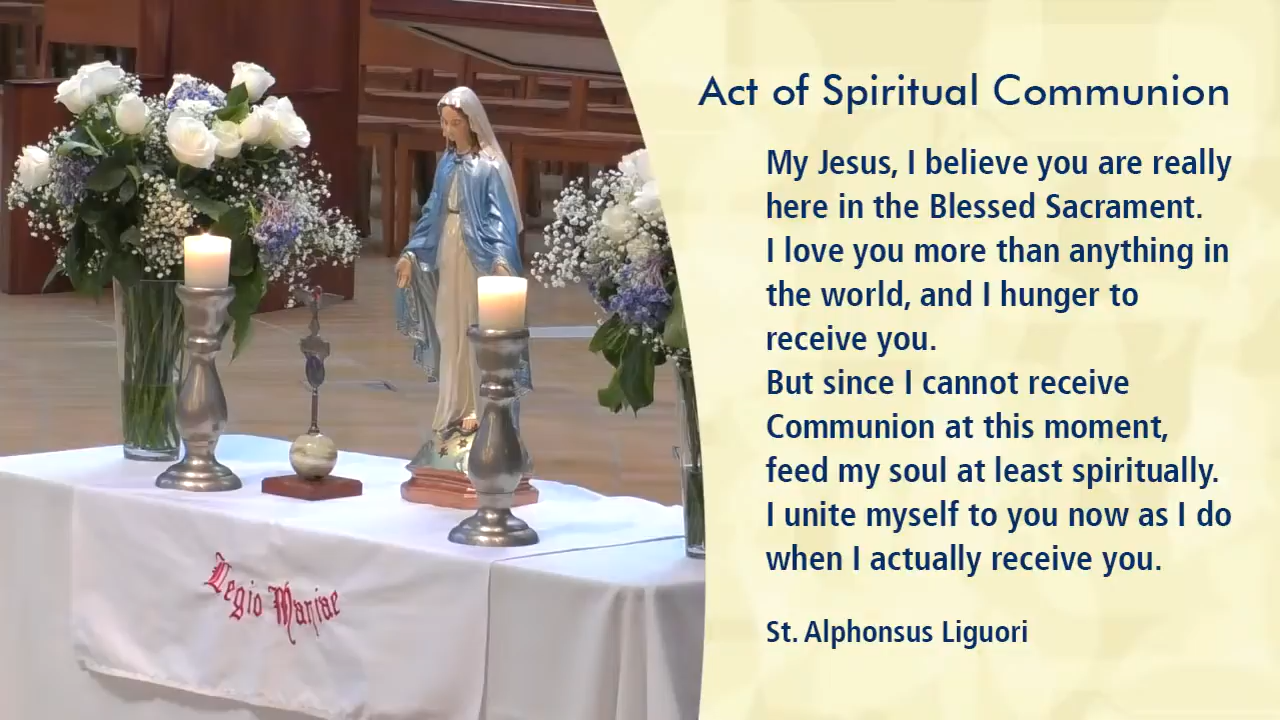 Act of Spiritual Communion
My Jesus, I believe you are really
here in the Blessed Sacrament.
I love you more than anything in
the world, and I hunger to
receive you.
But since I cannot receive
Communion at this moment,
feed my soul at least spiritually.
I unite myself to you now as I do
when I actually receive you.
St. Alphonsus Liguori
Legio Mariae